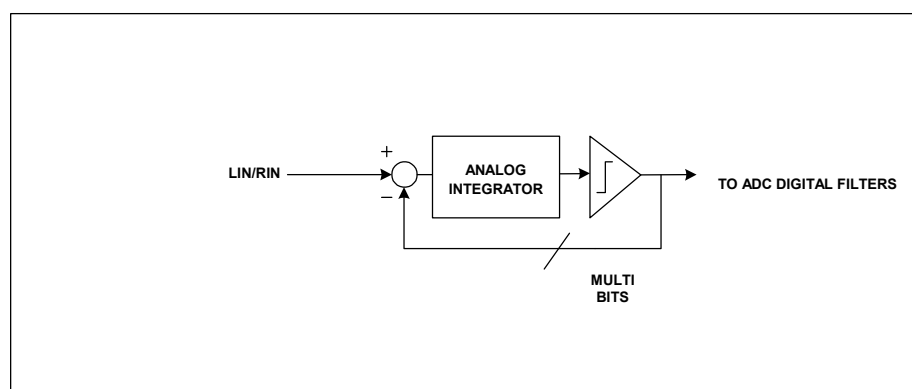 +
LIN/RIN
ANALOG
INTEGRATOR
TO ADC DIGITAL FILTERS
−
MULTI
BITS